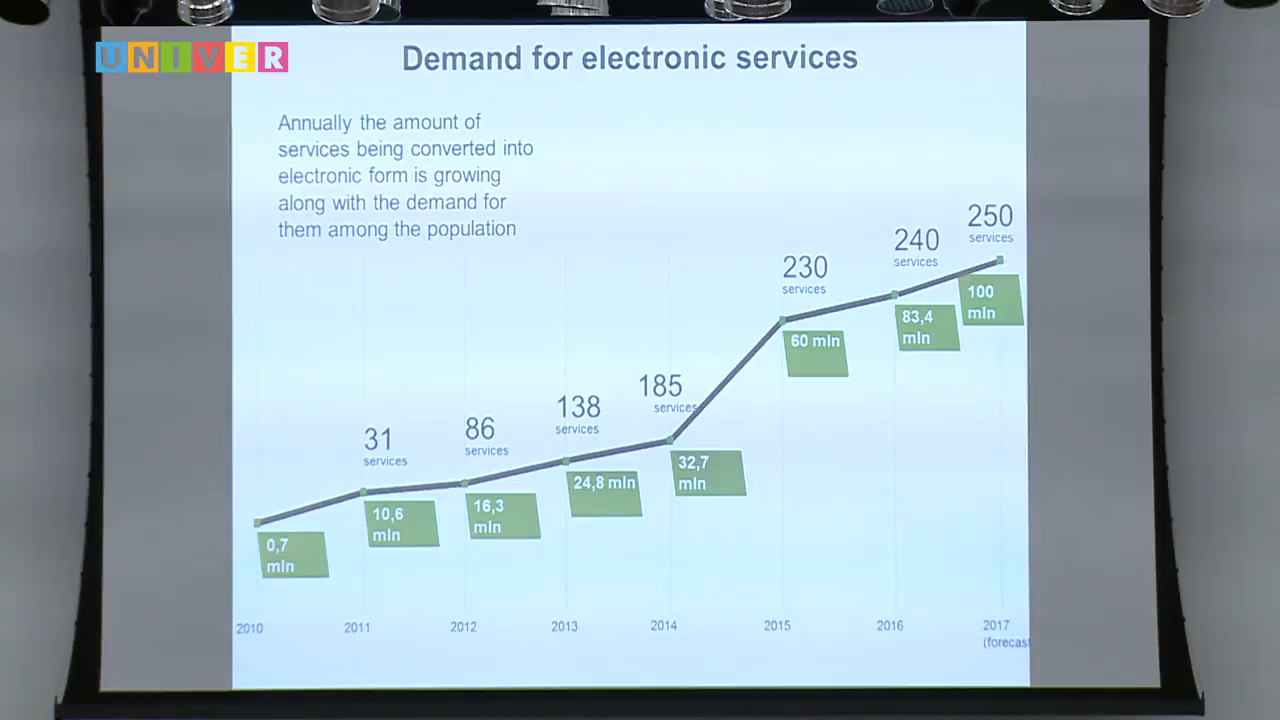 UNIVER
Demand for electronic services
Annually the amount of
services being converted into
electronic form is growing
along with the demand for
them among the population
250
services
240
services
230
services
185
services
138
services
86
services
31
services
100
mln
83,4
mln
60 mln
32,7
mln
24,8 mln
16,3
mln
10,6
mln
0,7
mln
2010
2011
2012
2013
2014
2015
2016
2017
(forecast